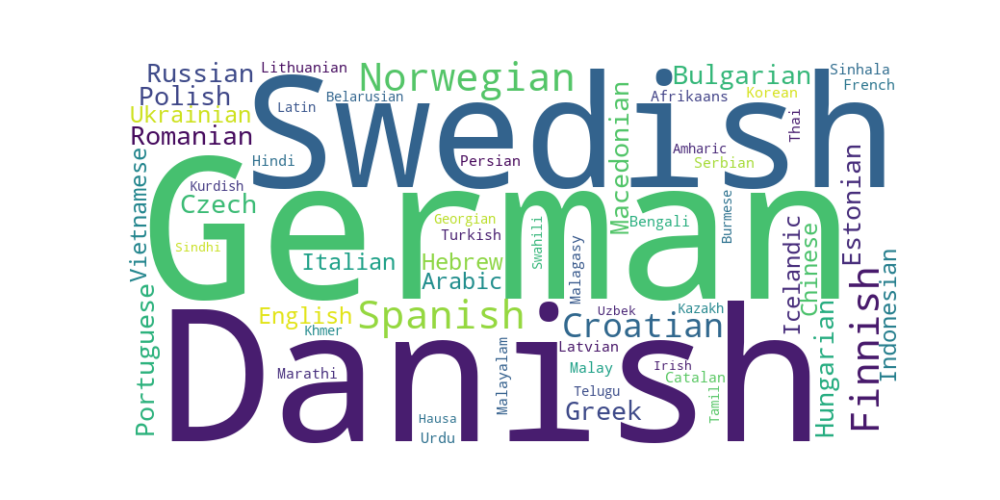 Swedish
German
Danish
Norwegian
Spanish
Finnish
Croatian
Russian
Lithuanian
Polish
Latin
Belarusian
Ukrainian
Romanian
Hindi
Persian
Bulgarian
Sinhala
French
Afrikaans
Korean
Thai
Macedonian
Amharic
Serbian
Vietnamese
Kurdish
Czech
Sindhi
Georgian
Turkish
Italian
Hebrew
Arabic
Swahili
Malagasy
Bengali
Burmese
Estonian
Icelandic
Chinese
Indonesian
Portuguese
English
Khmer
Marathi
Uzbek
Kazakh
Latvian
Malay
Irish
Catalan
Malayalam
Telugu
Tamil
Greek
Hungarian
Hausa
Urdu